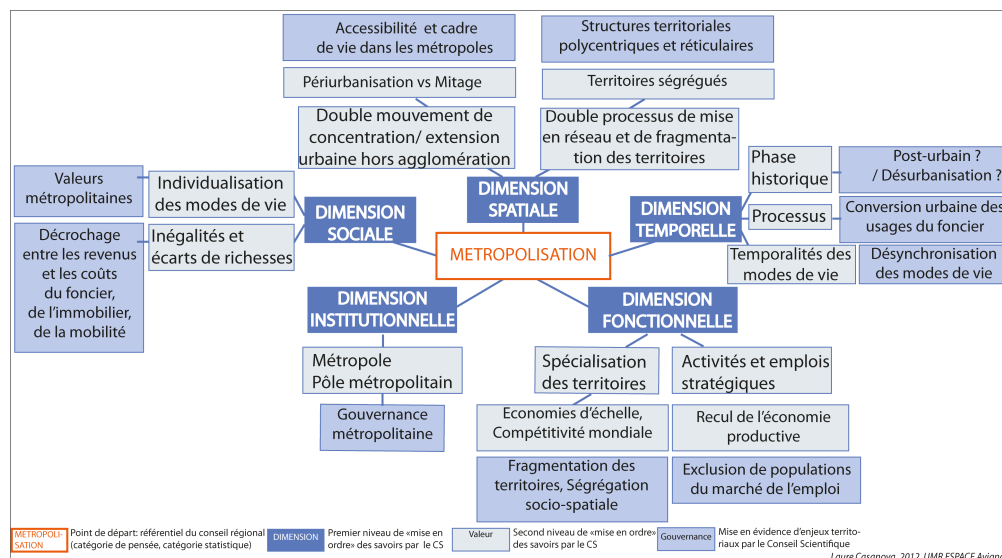 Accessibilité et cadre
de vie dans les métropoles
Structures territoriales
polycentriques et réticulaires
Périurbanisation vs Mitage
Territoires ségrégués
Double mouvement de
concentration/ extension
urbaine hors agglomération
Double processus de mise
en réseau et de fragmenta-
tion des territoires
Phase
historique
Post-urbain ?
/ Désurbanisation ?
Valeurs
métropolitaines
Individualisation
des modes de vie
DIMENSION
SOCIALE
DIMENSION
SPATIALE
DIMENSION
TEMPORELLE
Processus
Conversion urbaine des
usages du foncier
Décrochage
entre les revenus
et les coûts
du foncier,
de l'immobilier,
de la mobilité
Inégalités et
écarts de richesses
METROPOLISATION
Temporalités des
modes de vie
Désynchronisation
des modes de vie
DIMENSION
INSTITUTIONNELLE
DIMENSION
FONCTIONNELLE
Métropole
Pôle métropolitain
Spécialisation
des territoires
Activités et emplois
stratégiques
Gouvernance
métropolitaine
Economies d'échelle,
Compétitivité mondiale
Recul de l'économie
productive
Fragmentation des
territoires, Ségrégation
socio-spatiale
Exclusion de populations
du marché de l'emploi
METROPOLI-
SATION
Point de départ: référentiel du conseil régional
(catégorie de pensée, catégorie statistique)
DIMENSION
Premier niveau de «mise en
ordre» des savoirs par le CS
Valeur
Second niveau de «mise en ordre»
des savoirs par le CS
Gouvernance
Mise en évidence d'enjeux territo-
riaux par le Conseil Scientifique
Laure Casanova, 2012, UMR ESPACE